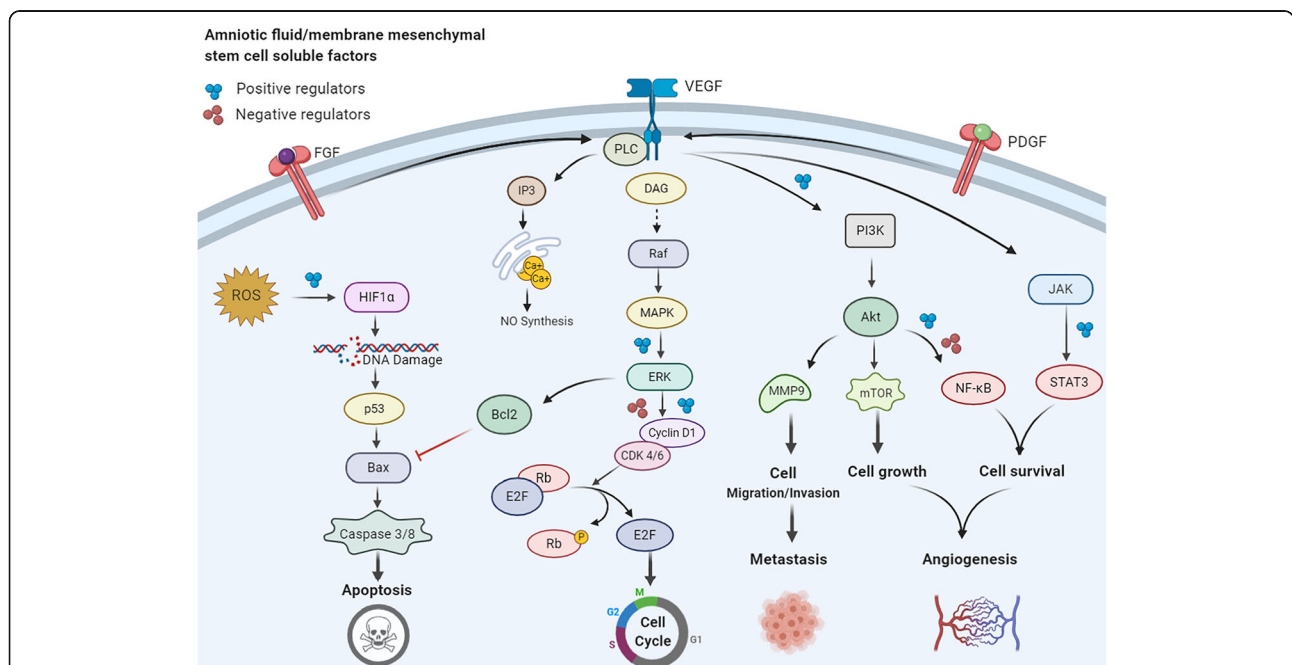 Amniotic fluid/membrane mesenchymal
stem cell soluble factors
Positive regulators
Negative regulators
VEGF
FGF
PDGF
PLC
IP3
DAG
Ca+
Ca+
NO Synthesis
Raf
MAPK
ERK
PI3K
Akt
JAK
STAT3
ROS
HIF1α
DNA Damage
p53
Bax
Bcl2
Caspase 3/8
Apoptosis
Cyclin D1
CDK 4/6
Rb
E2F
Rb
P
E2F
M
G2
S
G1
Cell
Cycle
MMP9
mTOR
NF-κB
Cell
Migration/Invasion
Cell growth
Cell survival
Metastasis
Angiogenesis